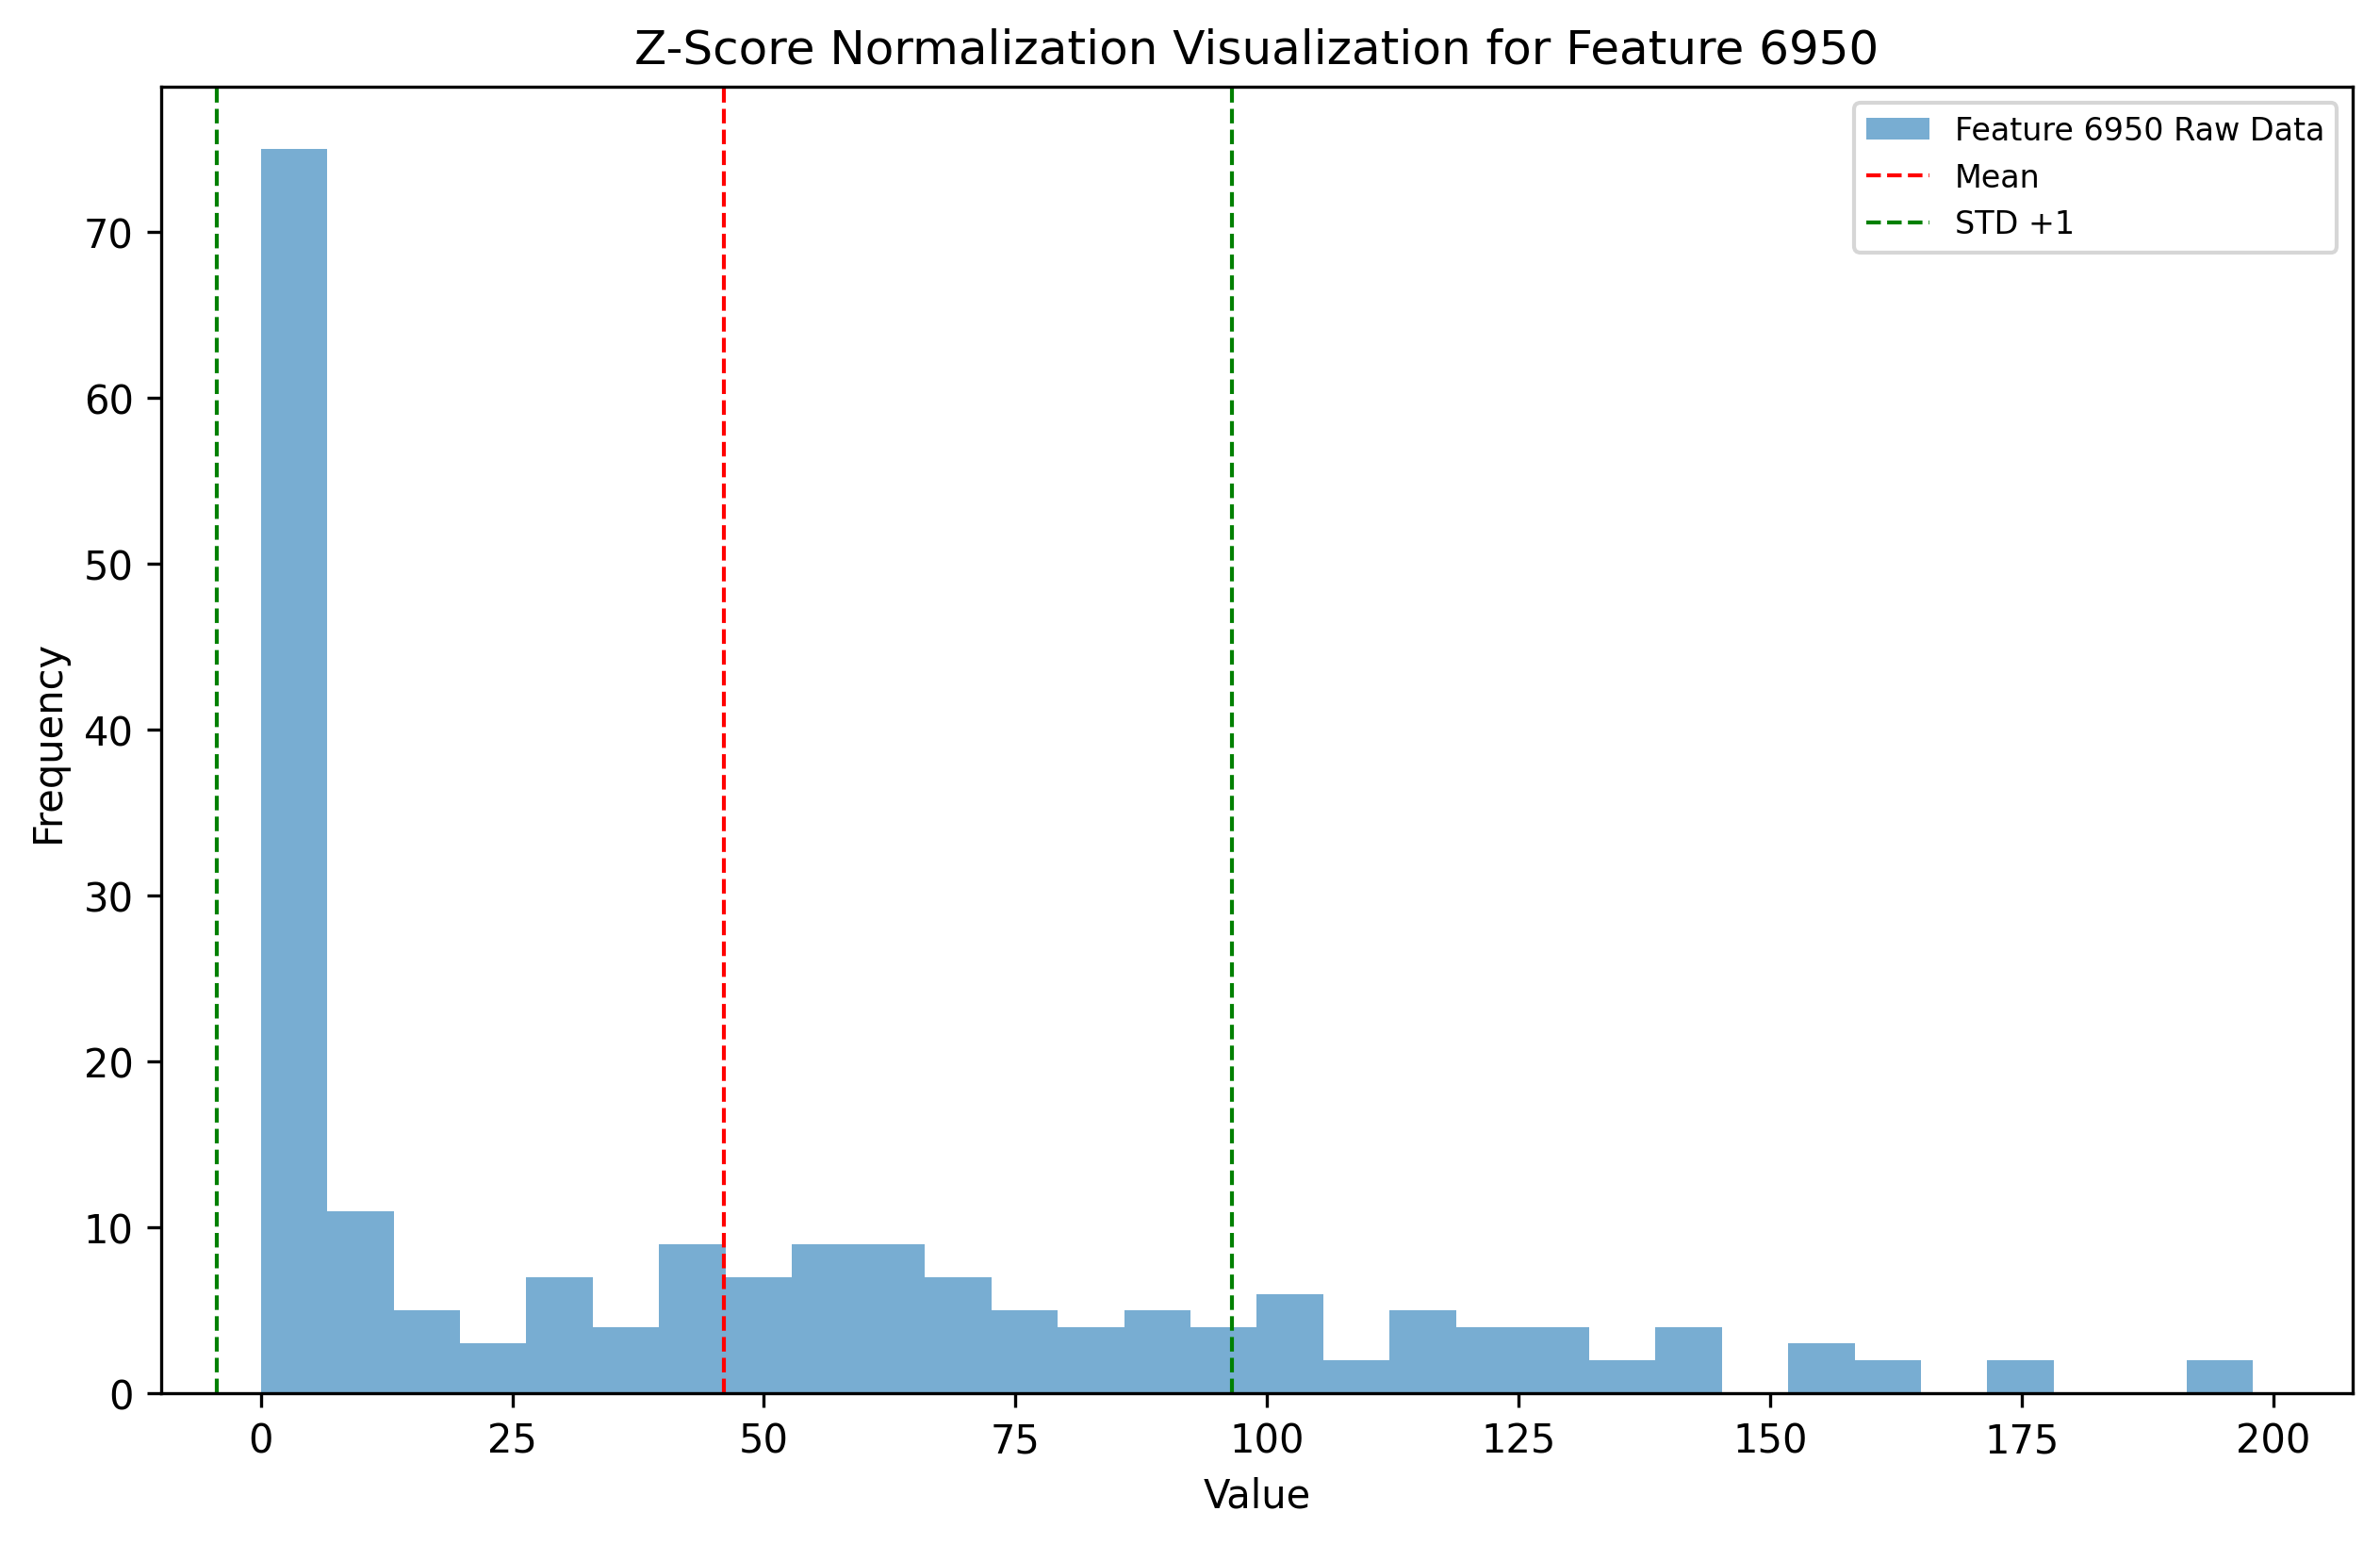 Z-Score Normalization Visualization for Feature 6950
Feature 6950 Raw Data
Mean
STD +1
Frequency
70
60
50
40
30
20
10
0
0 25 50 75 100 125 150 175 200
Value